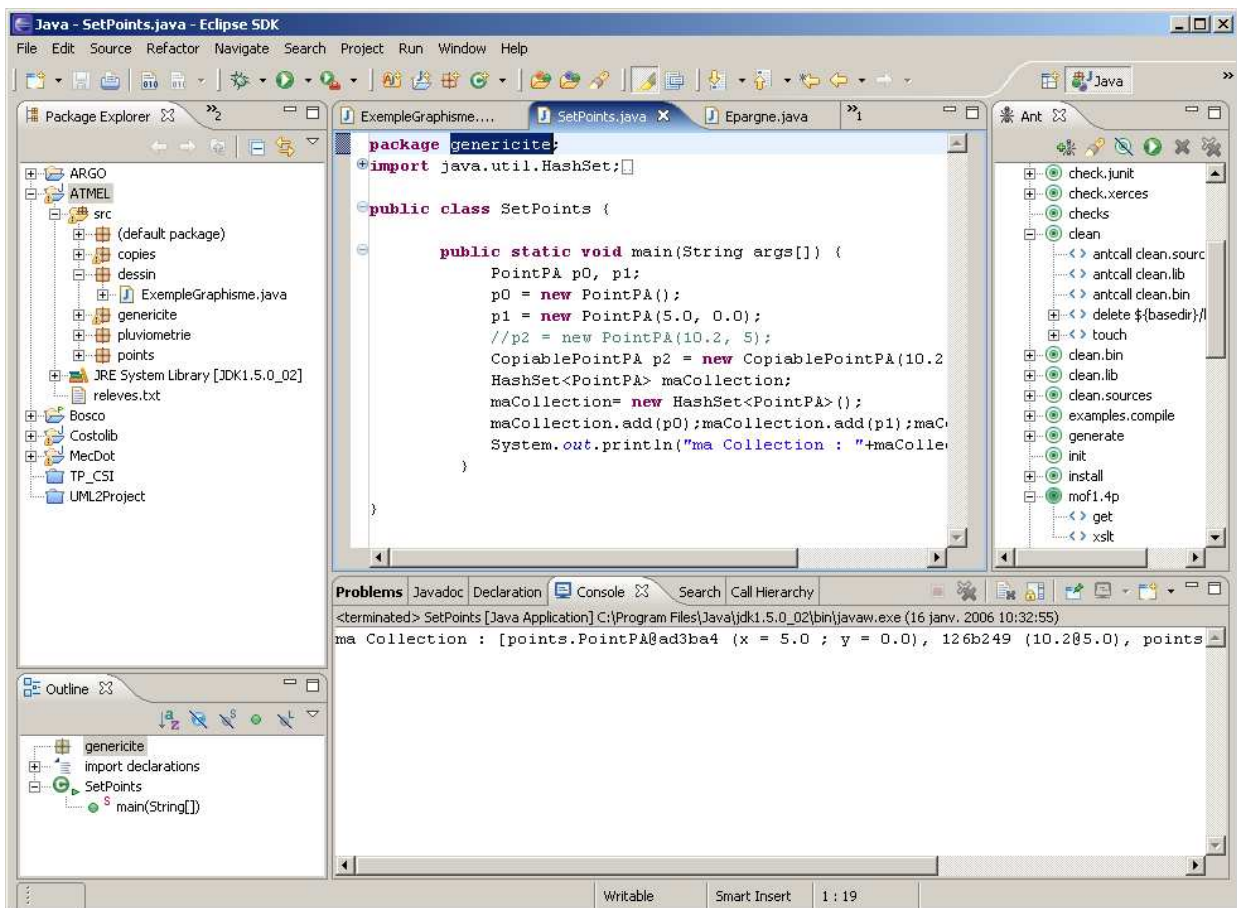 Java - SetPoints.java - Eclipse SDK
File Edit Source Refactor Navigate Search Project Run Window Help
Java
Package Explorer
2
ARGO
ATMEL
src
(default package)
copies
dessin
ExempleGraphisme.java
genericite
pluviometrie
points
JRE System Library [JDK1.5.0_02]
releves.txt
Bosco
Costolib
MecDot
TP_CSI
UML2Project
ExempleGraphisme.... SetPoints.java Epargne.java 1
package genericite;
import java.util.HashSet;
public class SetPoints {
public static void main(String args[]) {
PointPA p0, p1;
p0 = new PointPA();
p1 = new PointPA(5.0, 0.0);
//p2 = new PointPA(10.2, 5);
CopiablePointPA p2 = new CopiablePointPA(10.2
HashSet<PointPA> maCollection;
maCollection= new HashSet<PointPA>();
maCollection.add(p0);maCollection.add(p1);maC
System.out.println("ma Collection : "+maColle
}
}
Ant
check.junit
check.xerces
checks
clean
antcall clean.sourc
antcall clean.lib
antcall clean.bin
delete ${basedir}/l
touch
clean.bin
clean.lib
clean.sources
examples.compile
generate
init
install
mof1.4p
get
xslt
Problems Javadoc Declaration Console Search Call Hierarchy
<terminated> SetPoints [Java Application] C:\Program Files\Java\jdk1.5.0_02\bin\javaw.exe (16 janv. 2006 10:32:55)
ma Collection : [points.PointPA@ad3ba4 (x = 5.0 ; y = 0.0), 126b249 (10.2@5.0), points
Outline
genericite
import declarations
SetPoints
main(String[])
Writable Smart Insert 1 : 19